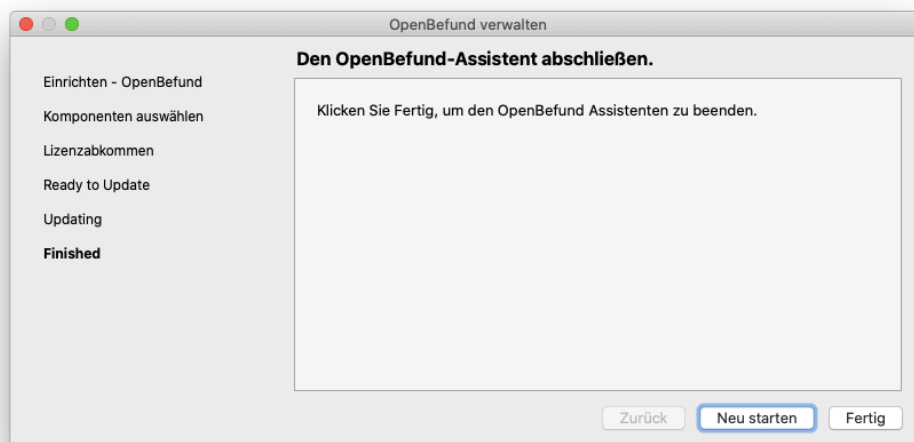 OpenBefund verwalten
Den OpenBefund-Assistent abschließen.
Einrichten - OpenBefund
Komponenten auswählen
Lizenzabkommen
Ready to Update
Updating
Finished
Klicken Sie Fertig, um den OpenBefund Assistenten zu beenden.
Zurück
Neu starten
Fertig